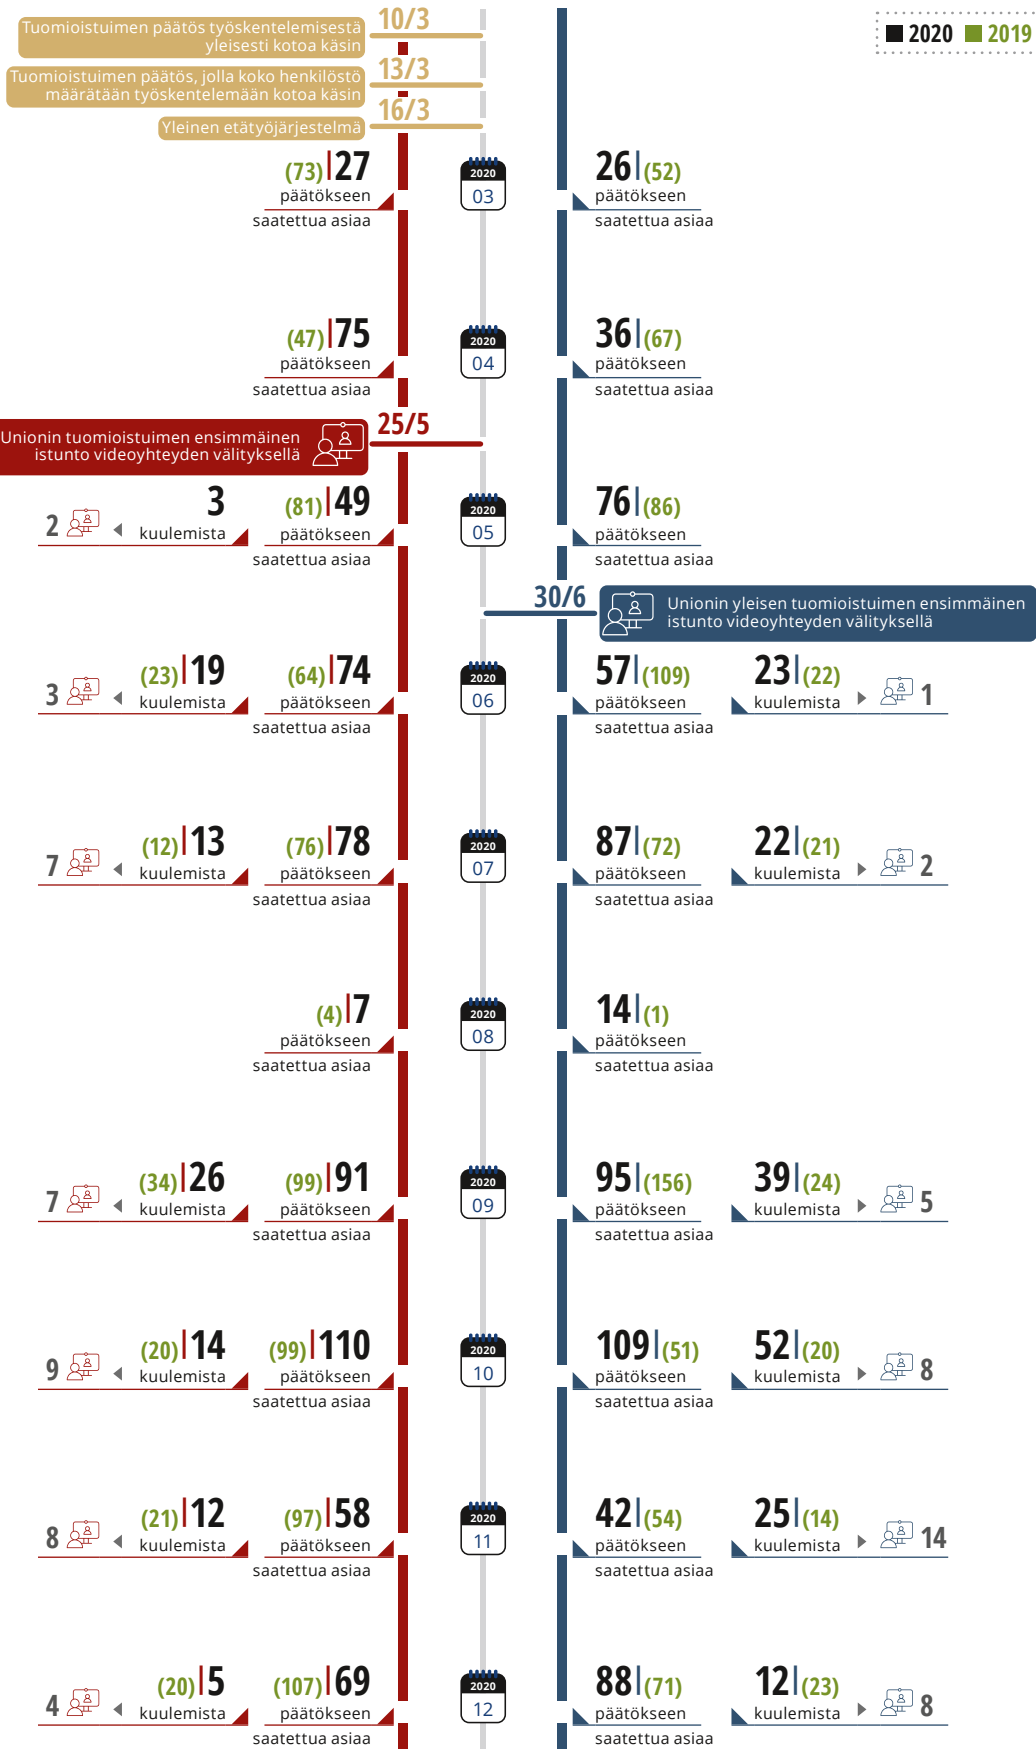 2020 2019
Tuomioistuimen päätös työskentelemisestä
yleisesti kotoa käsin
10/3
Tuomioistuimen päätös, jolla koko henkilöstö
määrätään työskentelemään kotoa käsin
13/3
Yleinen etätyöjärjestelmä
16/3
(73) 27
päätökseen
saatettua asiaa
2020
03
26 (52)
päätökseen
saatettua asiaa
(47) 75
päätökseen
saatettua asiaa
2020
04
36 (67)
päätökseen
saatettua asiaa
25/5
Unionin tuomioistuimen ensimmäinen
istunto videoyhteyden välityksellä
2
3
kuulemista
(81) 49
päätökseen
saatettua asiaa
2020
05
76 (86)
päätökseen
saatettua asiaa
30/6
Unionin yleisen tuomioistuimen ensimmäinen
istunto videoyhteyden välityksellä
3
(23) 19
kuulemista
(64) 74
päätökseen
saatettua asiaa
2020
06
57 (109)
päätökseen
saatettua asiaa
23 (22)
kuulemista
1
7
(12) 13
kuulemista
(76) 78
päätökseen
saatettua asiaa
2020
07
87 (72)
päätökseen
saatettua asiaa
22 (21)
kuulemista
2
(4) 7
päätökseen
saatettua asiaa
2020
08
14 (1)
päätökseen
saatettua asiaa
7
(34) 26
kuulemista
(99) 91
päätökseen
saatettua asiaa
2020
09
95 (156)
päätökseen
saatettua asiaa
39 (24)
kuulemista
5
9
(20) 14
kuulemista
(99) 110
päätökseen
saatettua asiaa
2020
10
109 (51)
päätökseen
saatettua asiaa
52 (20)
kuulemista
8
8
(21) 12
kuulemista
(97) 58
päätökseen
saatettua asiaa
2020
11
42 (54)
päätökseen
saatettua asiaa
25 (14)
kuulemista
14
4
(20) 5
kuulemista
(107) 69
päätökseen
saatettua asiaa
2020
12
88 (71)
päätökseen
saatettua asiaa
12 (23)
kuulemista
8